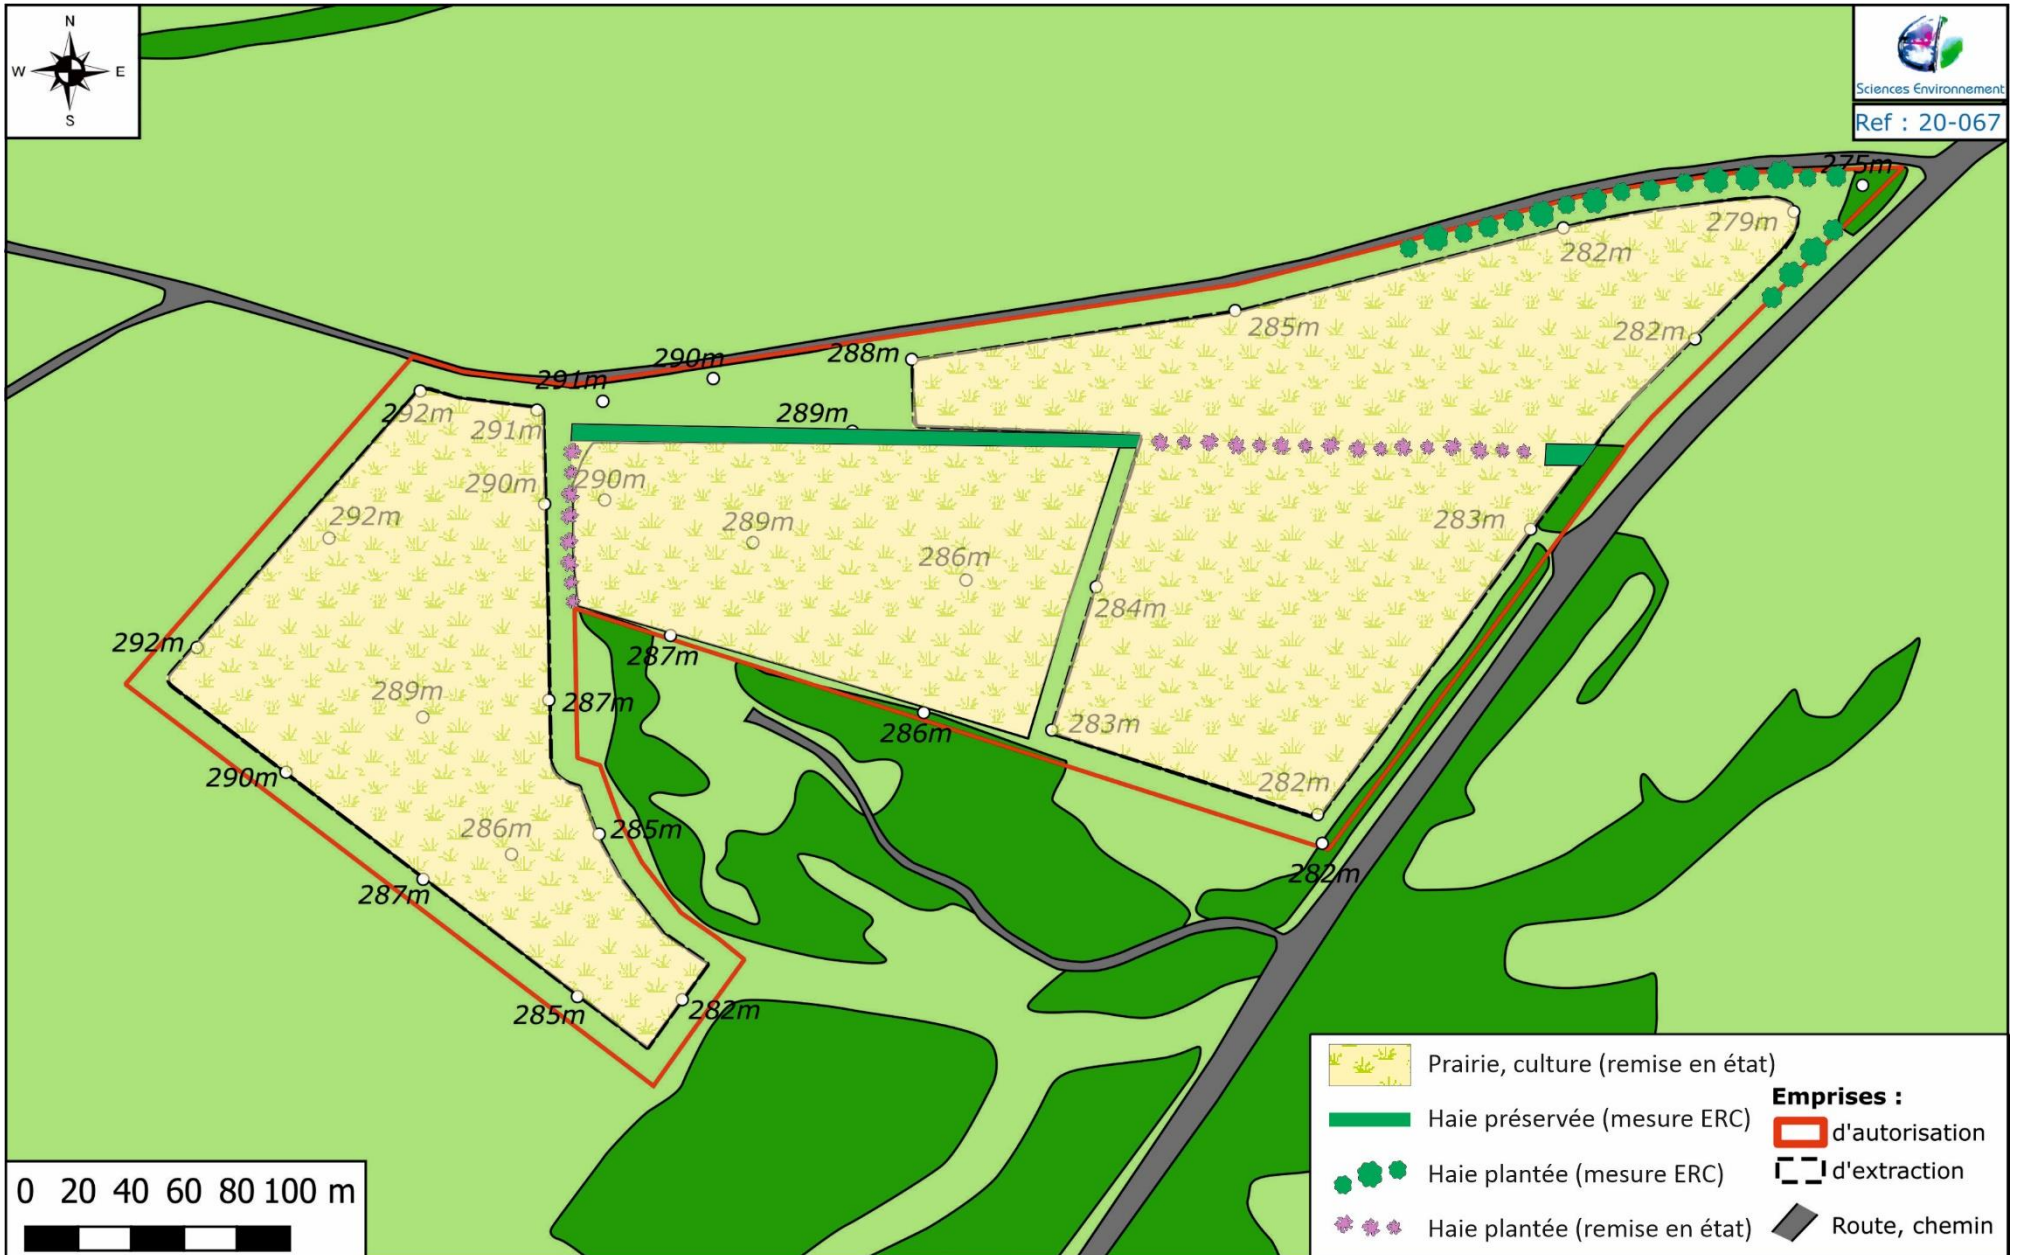 N
W E
S
Sciences Environnement
Ref : 20-067
275m
279m
282m
285m
282m
288m
290m
291m
289m
292m
291m
290m
290m
292m
289m
286m
283m
284m
292m
287m
287m
289m
286m
283m
290m
282m
286m
285m
282m
287m
285m
282m
Prairie, culture (remise en état)
Haie préservée (mesure ERC)
Haie plantée (mesure ERC)
Haie plantée (remise en état)
Emprises :
d'autorisation
d'extraction
Route, chemin
0 20 40 60 80 100 m